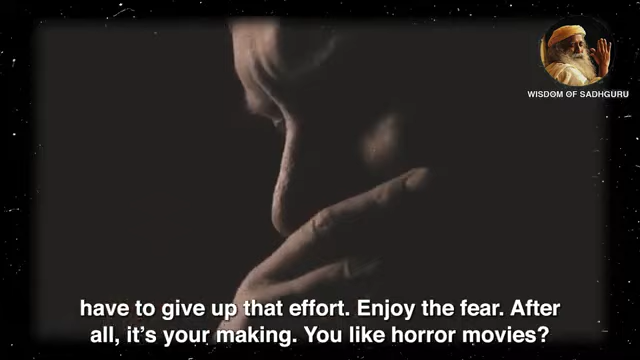 WISDOM OF SADHGURU
have to give up that effort. Enjoy the fear. After
all, it's your making. You like horror movies?